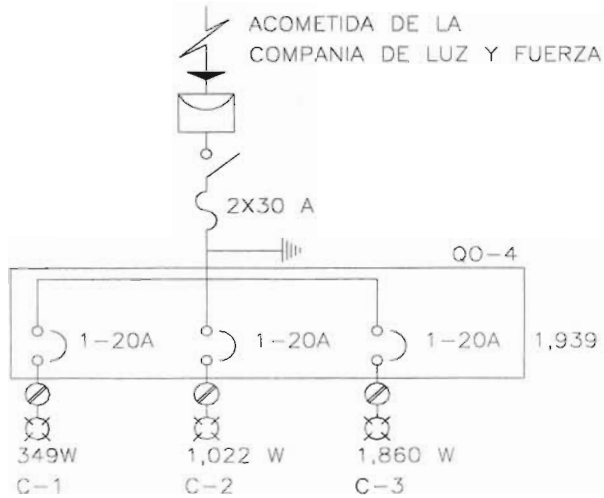 ACOMETIDA DE LA
COMPANIA DE LUZ Y FUERZA
2X30 A
QO-4
1-20A 1-20A 1-20A 1,939
349W 1,022 W 1,860 W
C-1 C-2 C-3